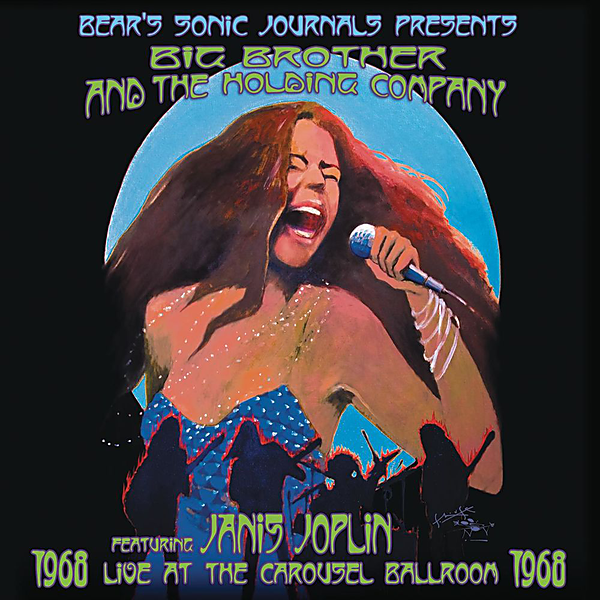 BEAR'S SONIC JOURNALS PRESENTS
BIG BROTHER
AND THE HOLDING COMPANY
FEATURING JANIS JOPLIN
1968 LIVE AT THE CAROUSEL BALLROOM 1968